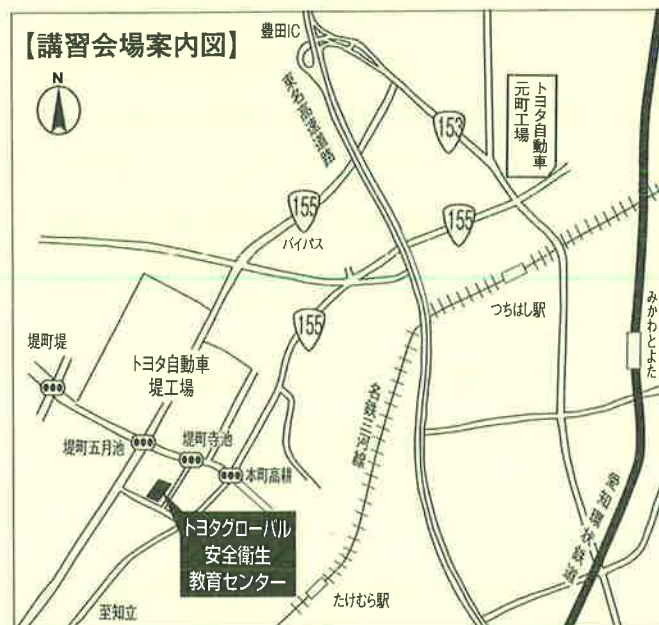 【講習会場案内図】
豊田IC
N
東名高速道路
153
トヨタ自動車
元町工場
155
バイパス
155
155
つちはし駅
みかわとよた
堤町堤
トヨタ自動車
堤工場
名鉄三河線
堤町五月池
堤町寺池
本町高耕
愛知環状鉄道
トヨタグローバル
安全衛生
教育センター
たけむら駅
至知立